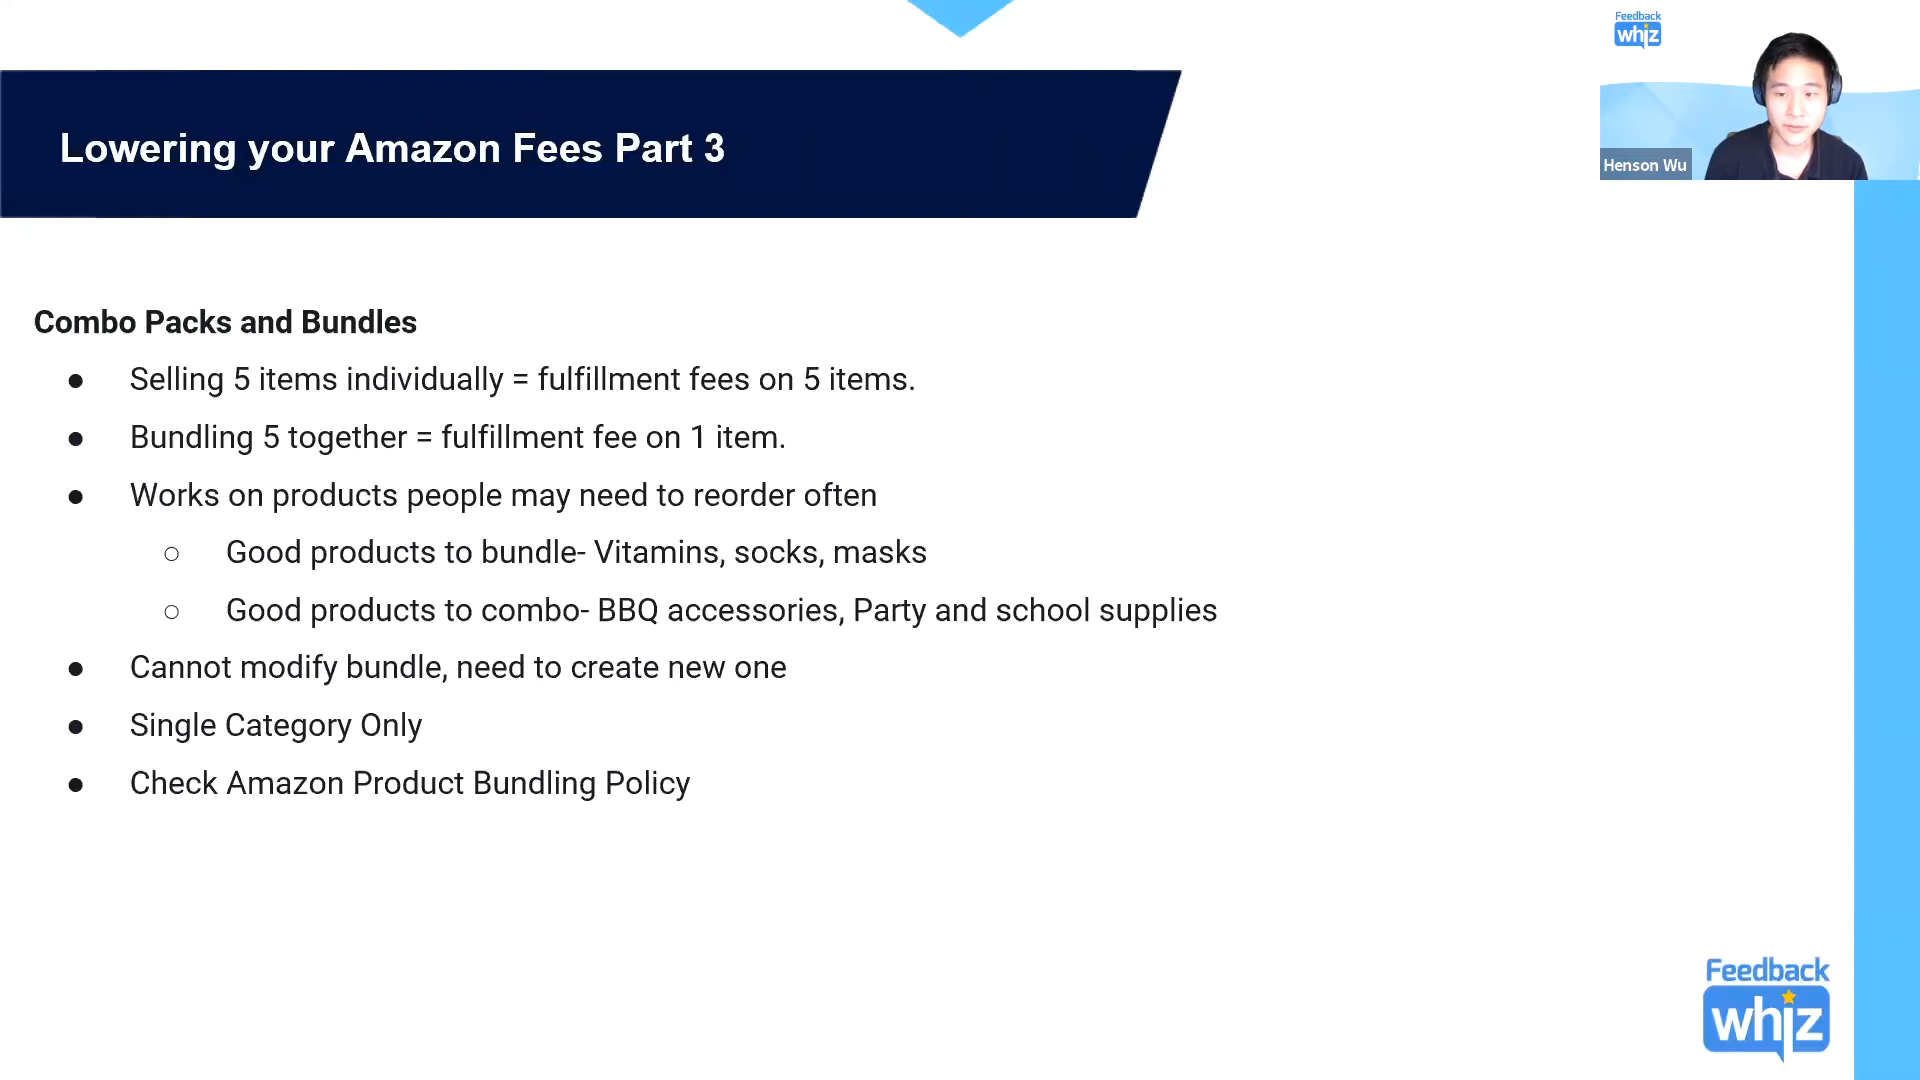 Feedback
whiz
Henson Wu
Lowering your Amazon Fees Part 3
Combo Packs and Bundles
● Selling 5 items individually = fulfillment fees on 5 items.
● Bundling 5 together = fulfillment fee on 1 item.
● Works on products people may need to reorder often
○ Good products to bundle- Vitamins, socks, masks
○ Good products to combo- BBQ accessories, Party and school supplies
● Cannot modify bundle, need to create new one
● Single Category Only
● Check Amazon Product Bundling Policy
Feedback
whiz